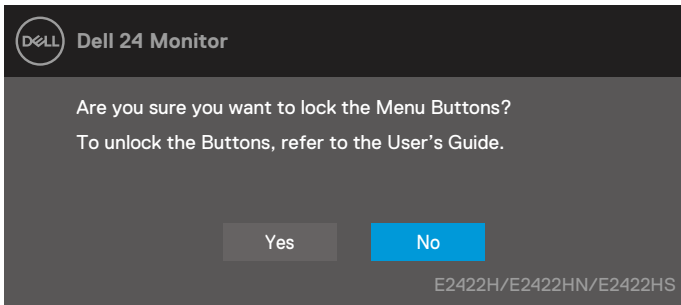 DELL Dell 24 Monitor
Are you sure you want to lock the Menu Buttons?
To unlock the Buttons, refer to the User's Guide.
Yes No
E2422H/E2422HN/E2422HS